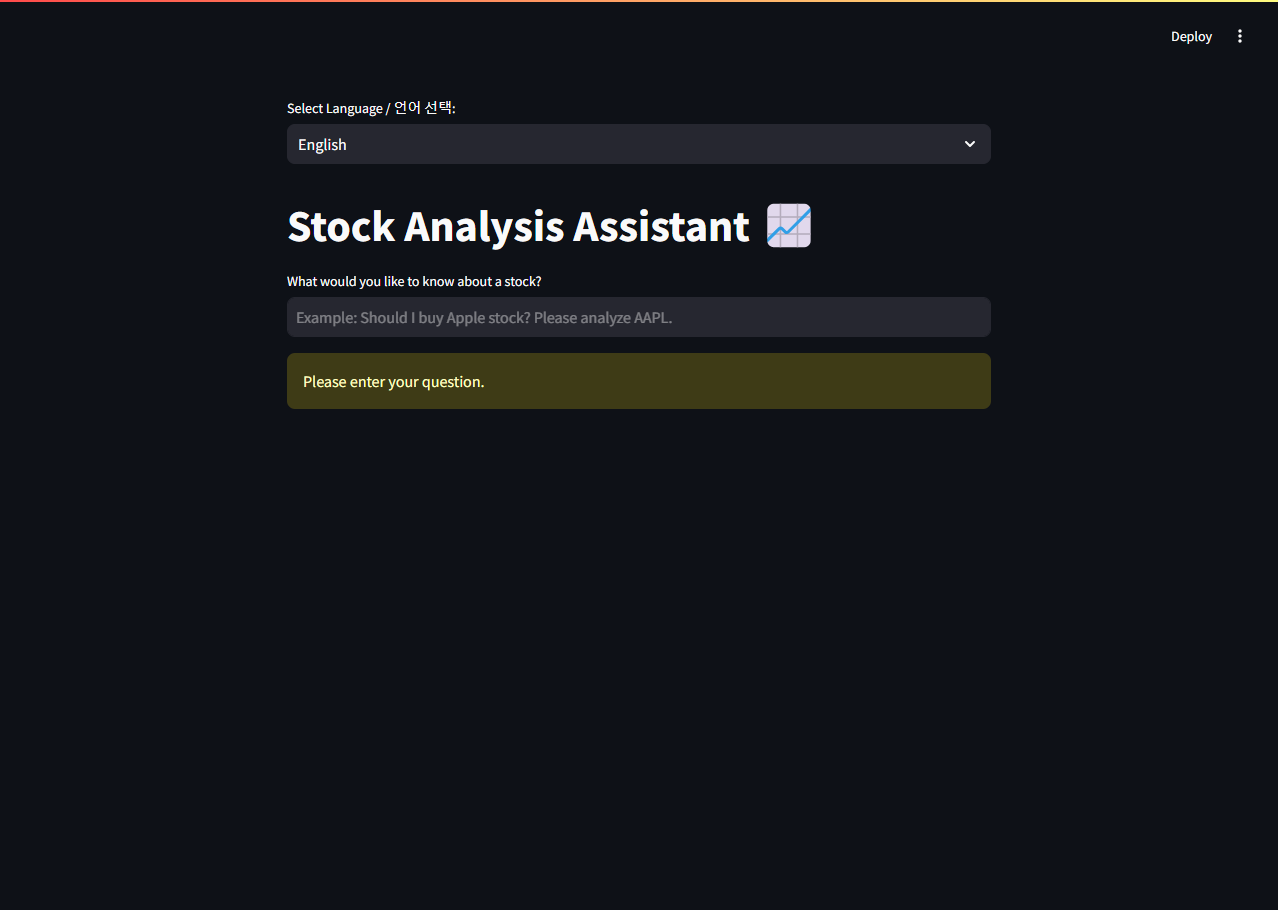 Deploy
Select Language / 언어 선택:
English
Stock Analysis Assistant
What would you like to know about a stock?
Example: Should I buy Apple stock? Please analyze AAPL.
Please enter your question.